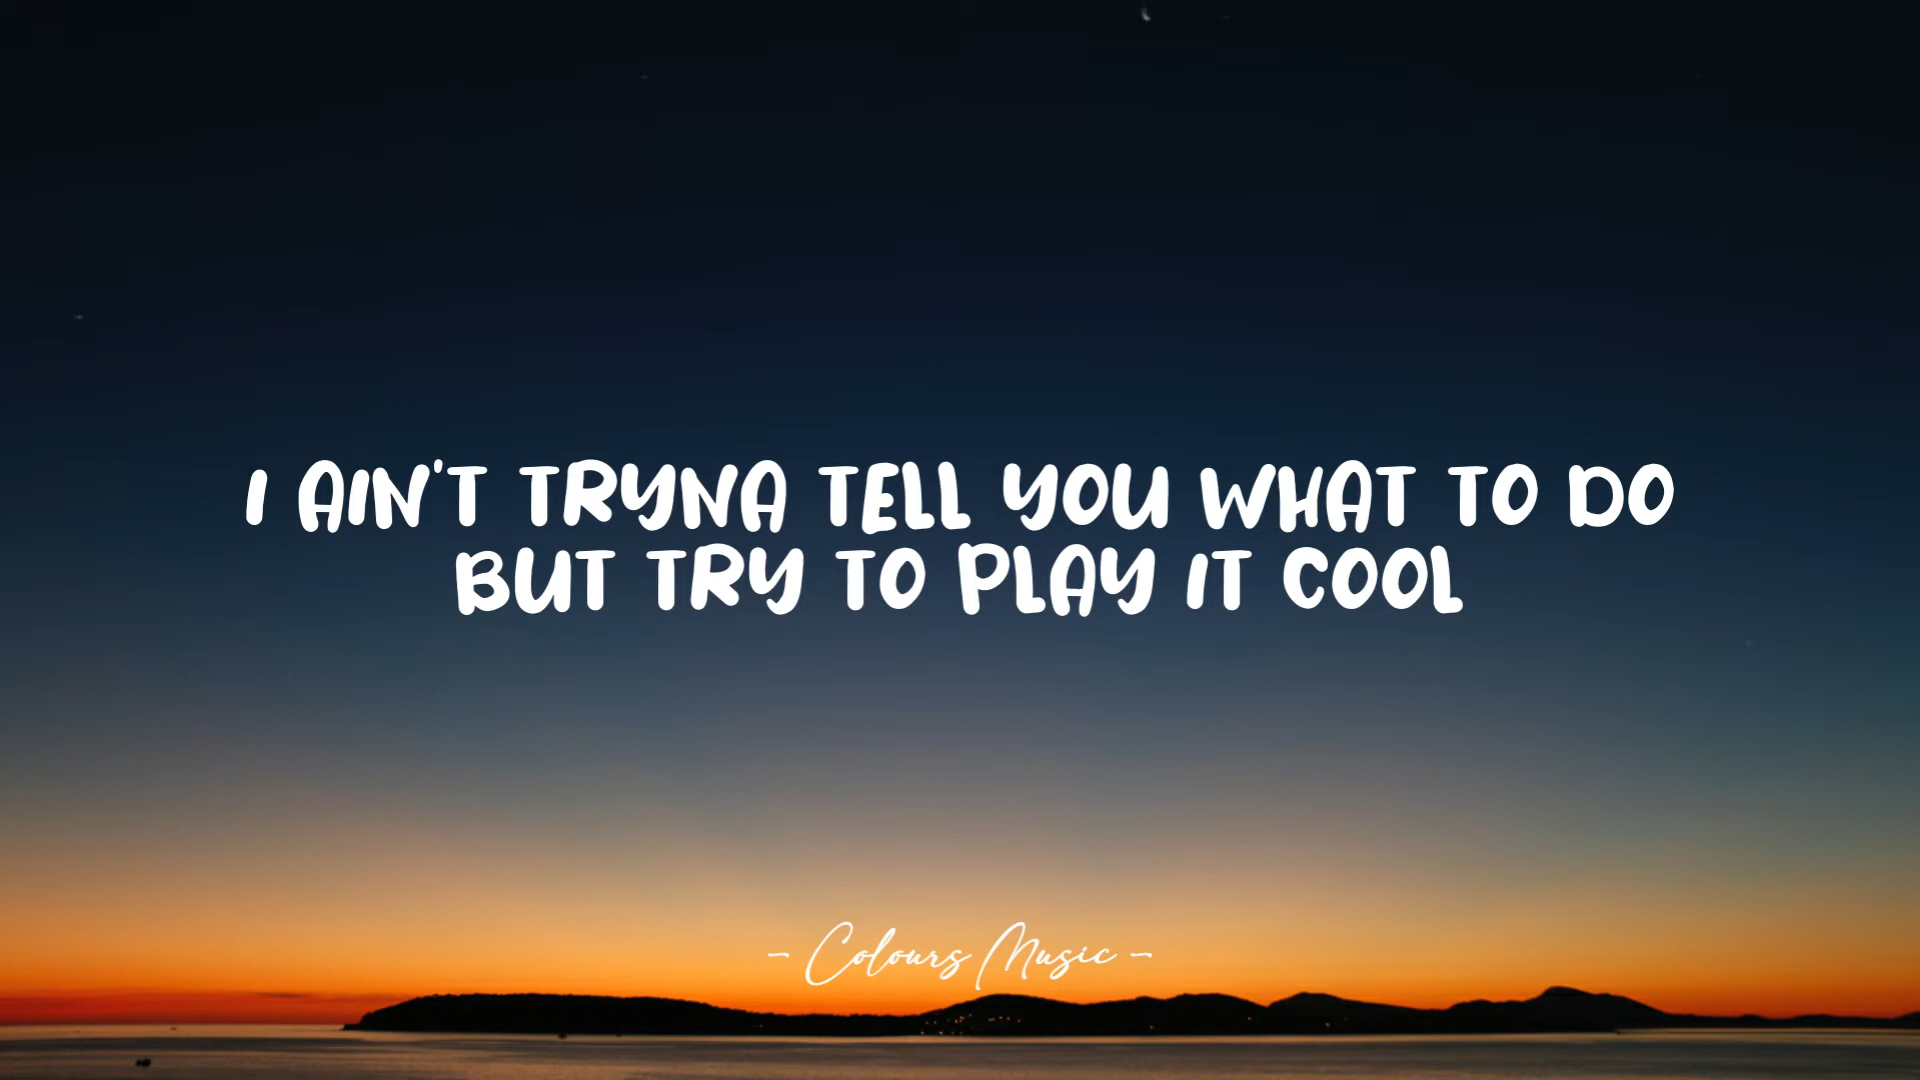 I AIN'T TRYNA TELL YOU WHAT TO DO
BUT TRY TO PLAY IT COOL
- Colours Music -